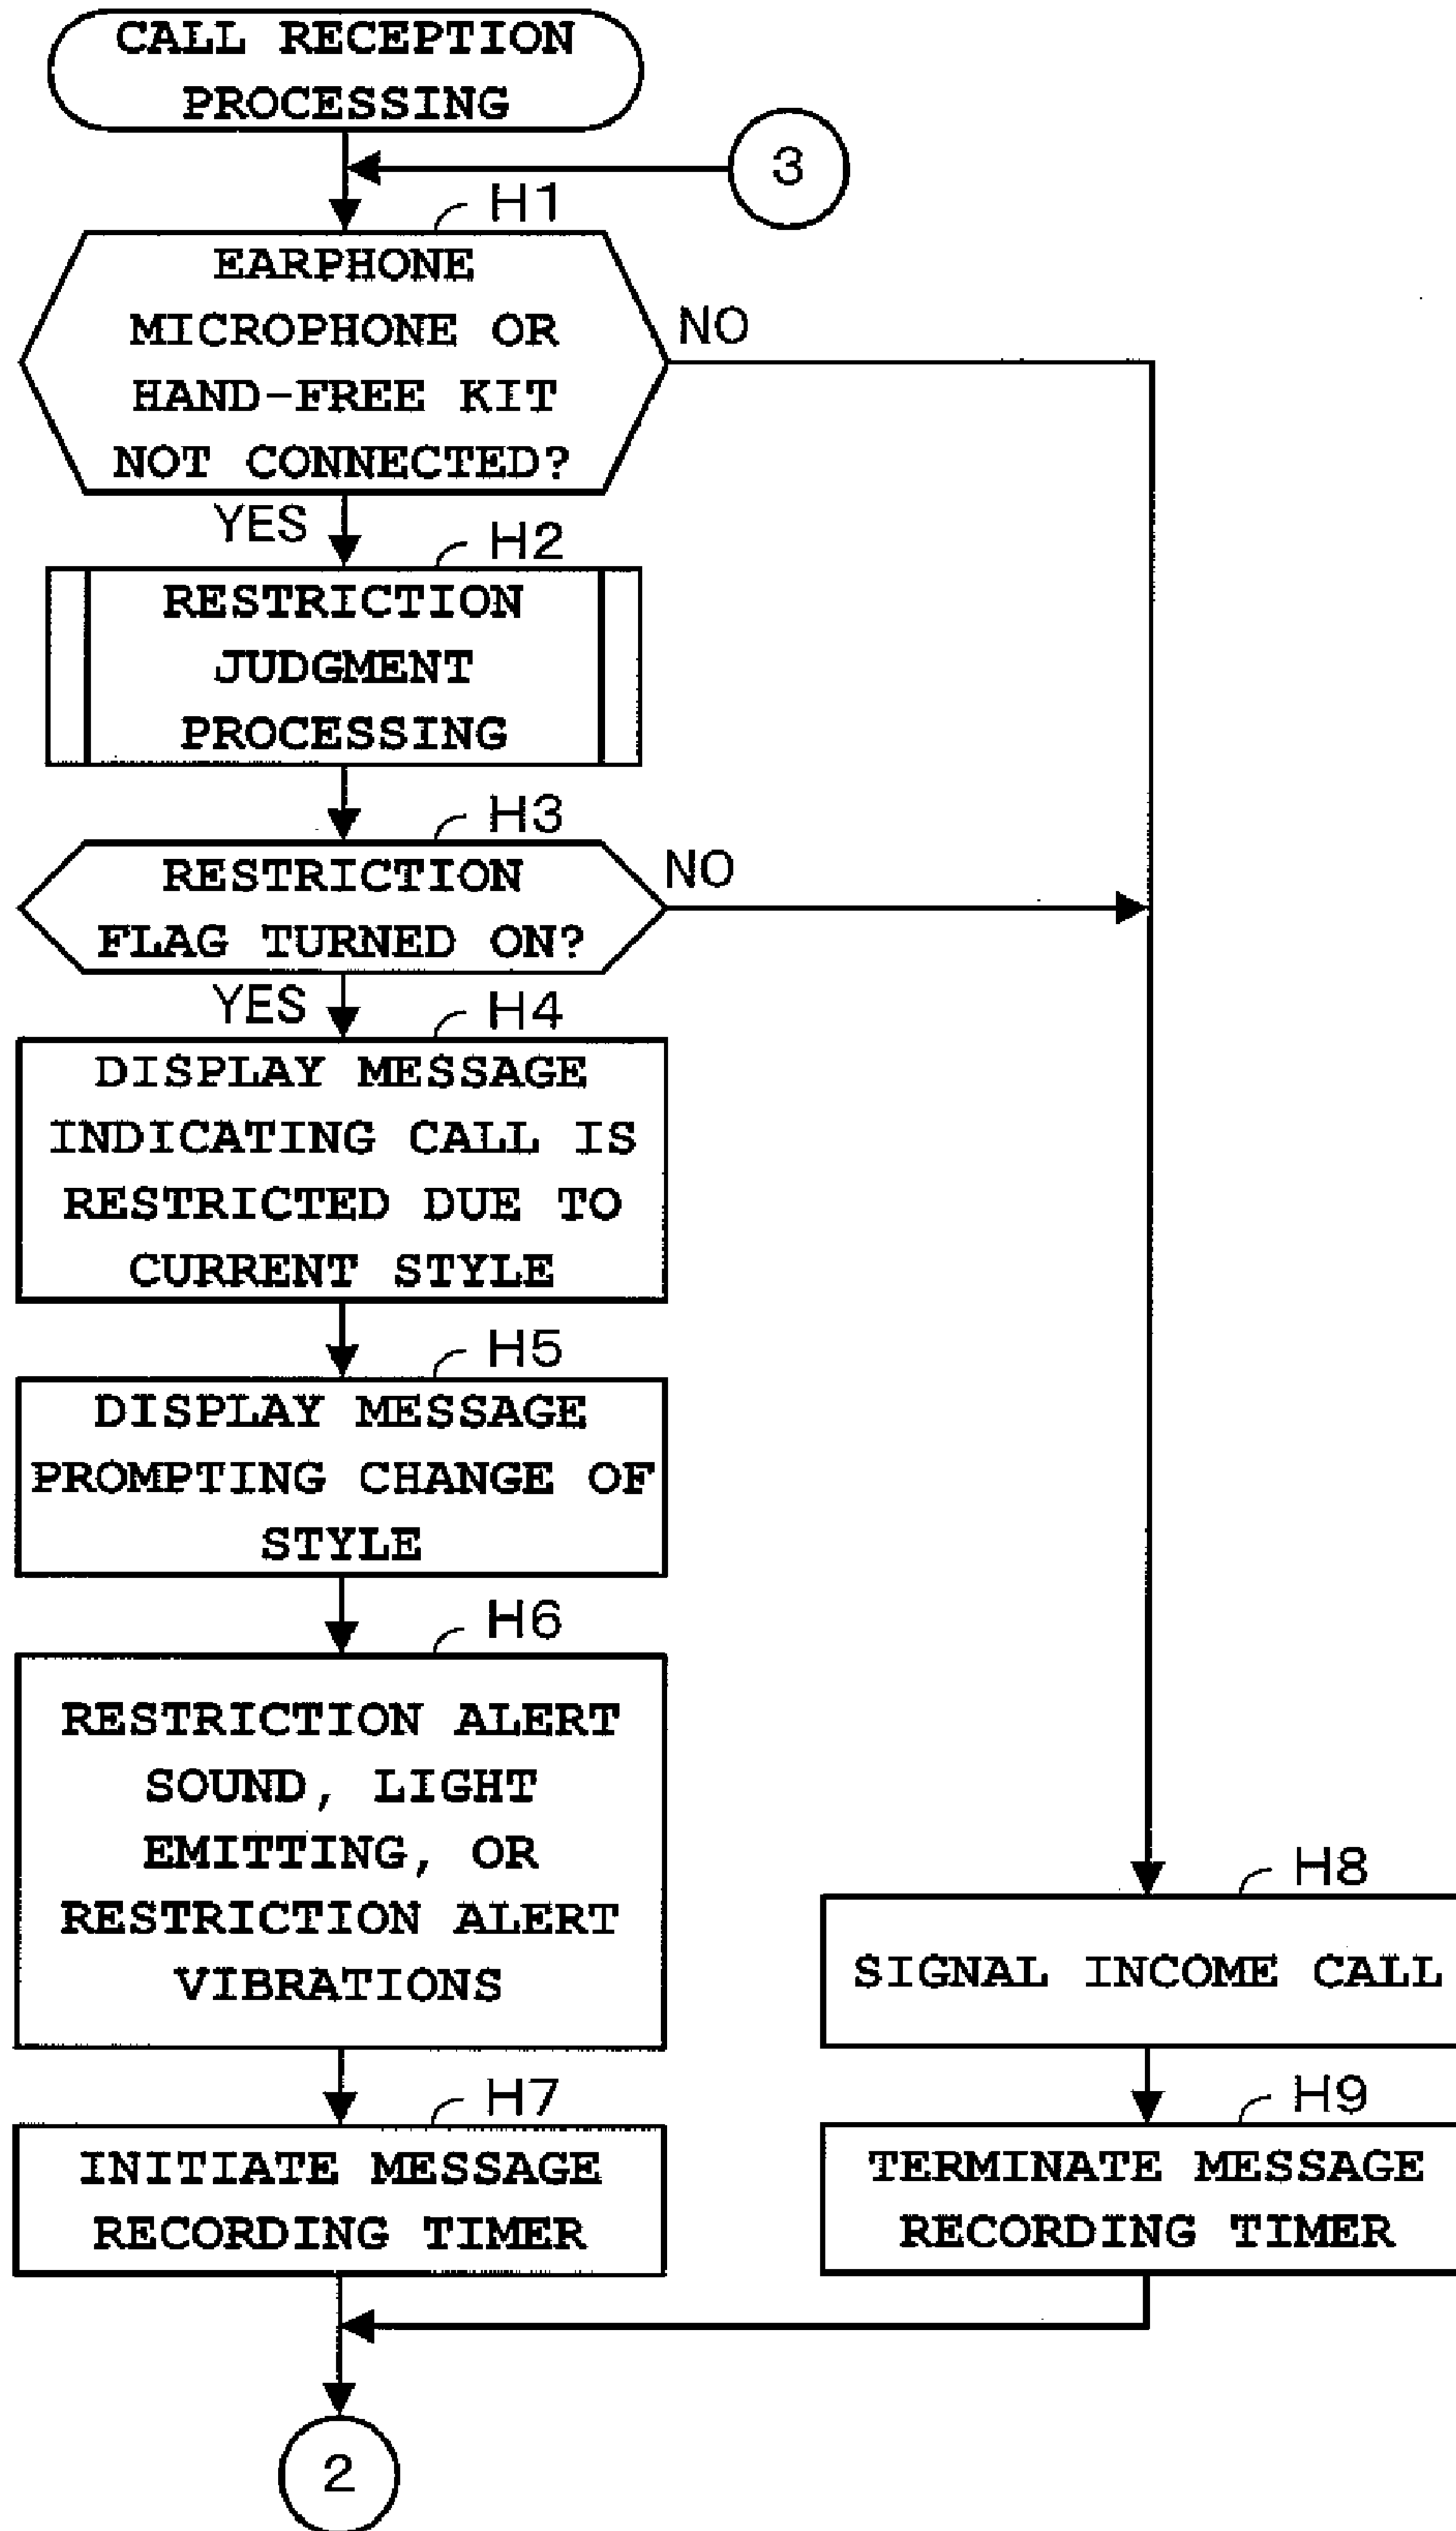 CALL RECEPTION
PROCESSING
3
H1
EARPHONE
MICROPHONE OR
HAND-FREE KIT
NOT CONNECTED?
NO
YES
H2
RESTRICTION
JUDGMENT
PROCESSING
H3
RESTRICTION
FLAG TURNED ON?
NO
YES
H4
DISPLAY MESSAGE
INDICATING CALL IS
RESTRICTED DUE TO
CURRENT STYLE
H5
DISPLAY MESSAGE
PROMPTING CHANGE OF
STYLE
H6
RESTRICTION ALERT
SOUND, LIGHT
EMITTING, OR
RESTRICTION ALERT
VIBRATIONS
H8
SIGNAL INCOME CALL
H7
INITIATE MESSAGE
RECORDING TIMER
H9
TERMINATE MESSAGE
RECORDING TIMER
2